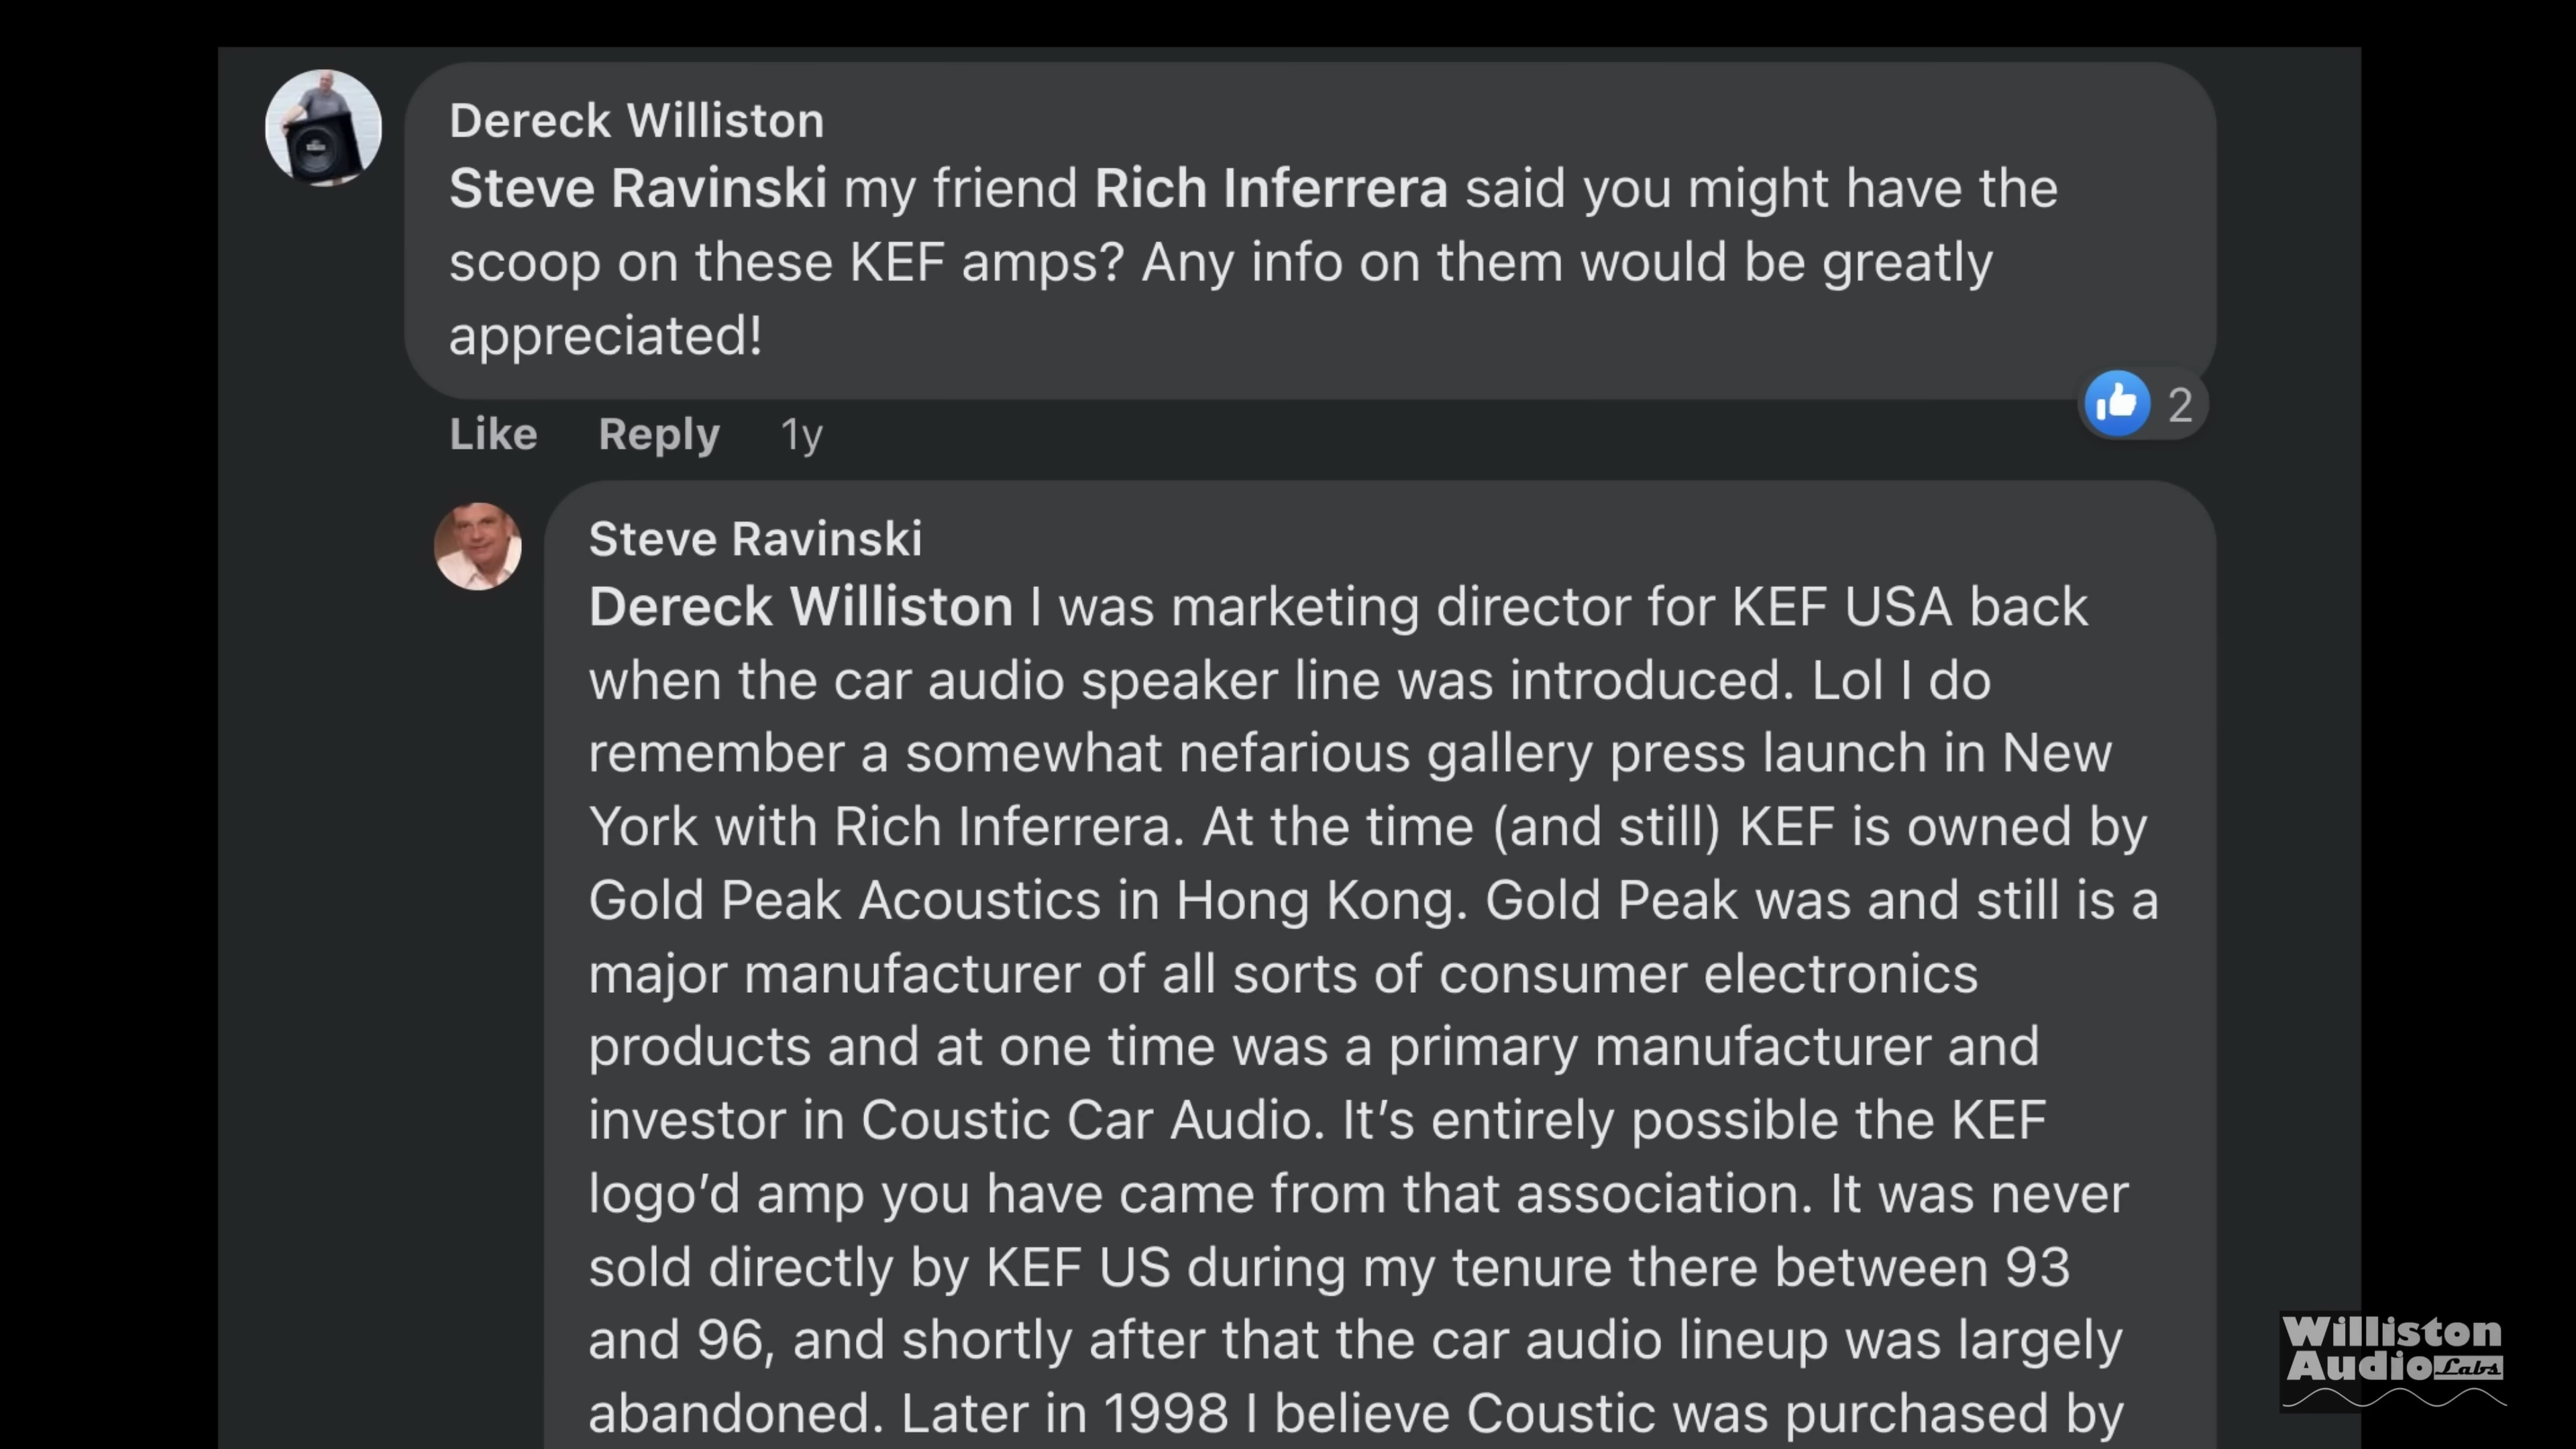 Dereck Williston
Steve Ravinski my friend Rich Inferrera said you might have the
scoop on these KEF amps? Any info on them would be greatly
appreciated!
2
Like Reply 1y
Steve Ravinski
Dereck Williston I was marketing director for KEF USA back
when the car audio speaker line was introduced. Lol I do
remember a somewhat nefarious gallery press launch in New
York with Rich Inferrera. At the time (and still) KEF is owned by
Gold Peak Acoustics in Hong Kong. Gold Peak was and still is a
major manufacturer of all sorts of consumer electronics
products and at one time was a primary manufacturer and
investor in Coustic Car Audio. It’s entirely possible the KEF
logo’d amp you have came from that association. It was never
sold directly by KEF US during my tenure there between 93
and 96, and shortly after that the car audio lineup was largely
abandoned. Later in 1998 I believe Coustic was purchased by
Williston
Audio Labs